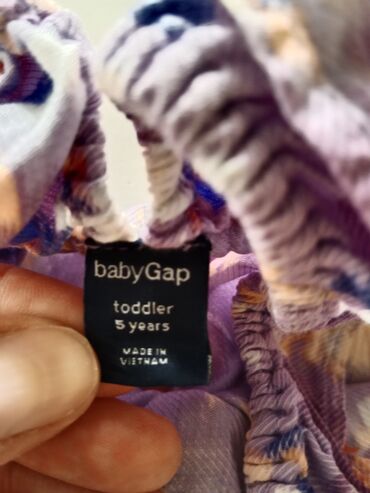 babyGap
toddler
5 years
MADE IN
VIETNAM